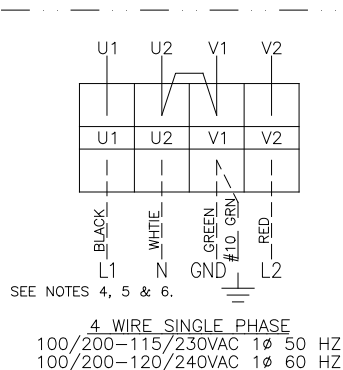 U1 U2 V1 V2
U1 U2 V1 V2
BLACK WHTIE GREEN #10 GRN RED
L1 N GND L2
SEE NOTES 4, 5 & 6.
4 WIRE SINGLE PHASE
100/200-115/230VAC 1ø 50 HZ
100/200-120/240VAC 1ø 60 HZ